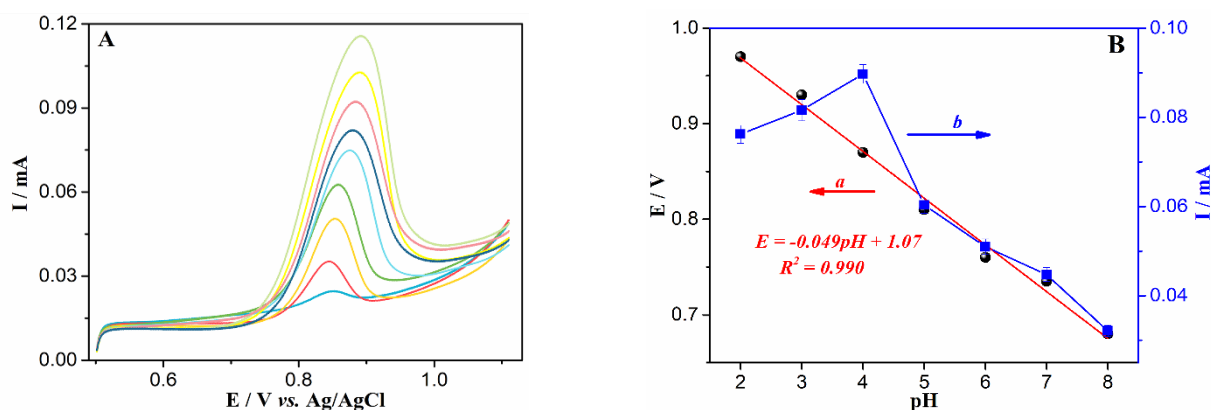 A
0.12
0.09
0.06
0.03
0.00
I / mA
0.6
0.8
1.0
E / V vs. Ag/AgCl
B
1.0
0.9
0.8
0.7
E / V
0.10
0.08
0.06
0.04
I / mA
b
a
E = -0.049pH + 1.07
R² = 0.990
2 3 4 5 6 7 8
pH